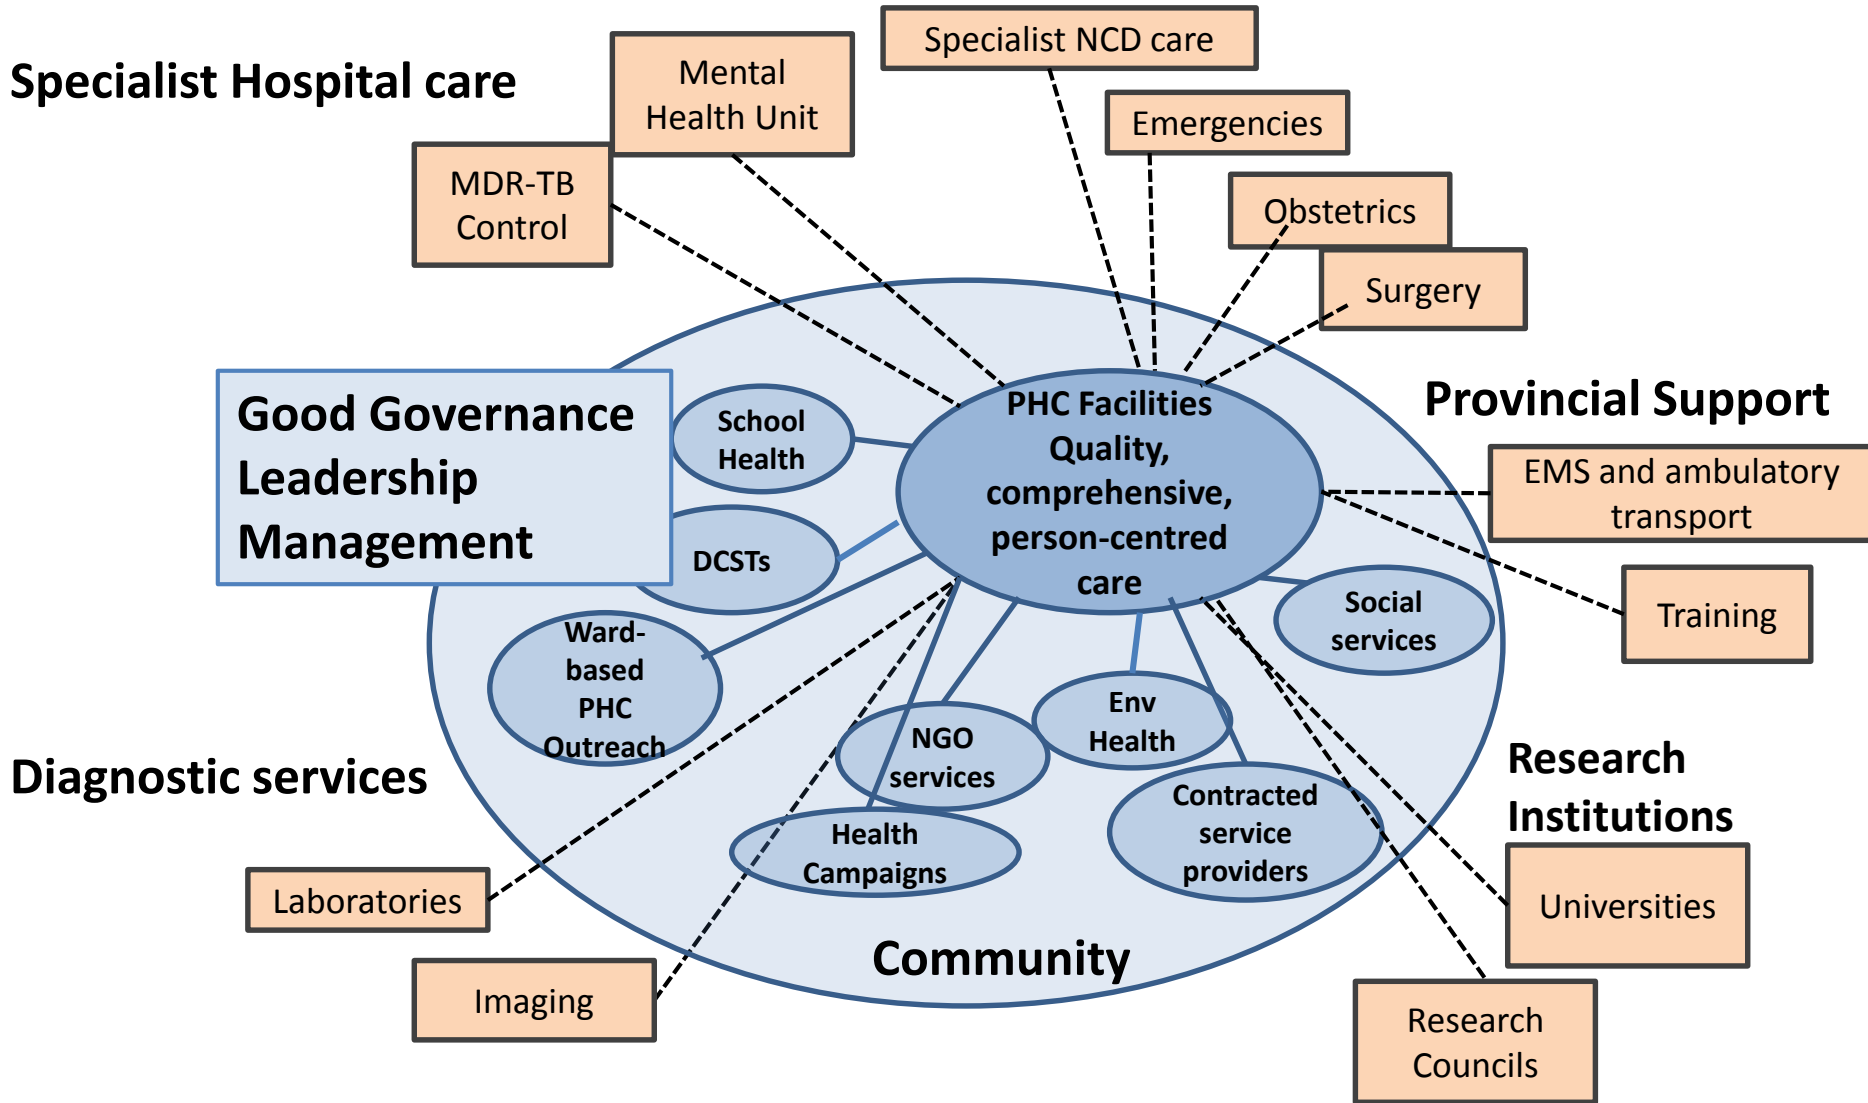 Specialist Hospital care
Mental
Health Unit
MDR-TB
Control
Specialist NCD care
Emergencies
Obstetrics
Surgery
Good Governance
Leadership
Management
School
Health
DCSTs
Ward-
based
PHC
Outreach
PHC Facilities
Quality,
comprehensive,
person-centred
care
Provincial Support
EMS and ambulatory
transport
Training
Social
services
Env
Health
NGO
services
Health
Campaigns
Contracted
service
providers
Community
Diagnostic services
Laboratories
Imaging
Research
Institutions
Universities
Research
Councils